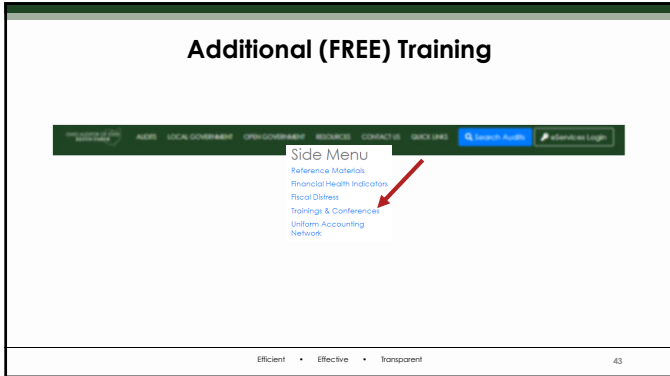 Additional (FREE) Training
AUDITS LOCAL GOVERNMENT OPEN GOVERNMENT RESOURCES CONTACT US QUICK LINKS Search Audits eServices Login
Side Menu
Reference Materials
Financial Health Indicators
Fiscal Distress
Trainings & Conferences
Uniform Accounting
Network
Efficient • Effective • Transparent 43